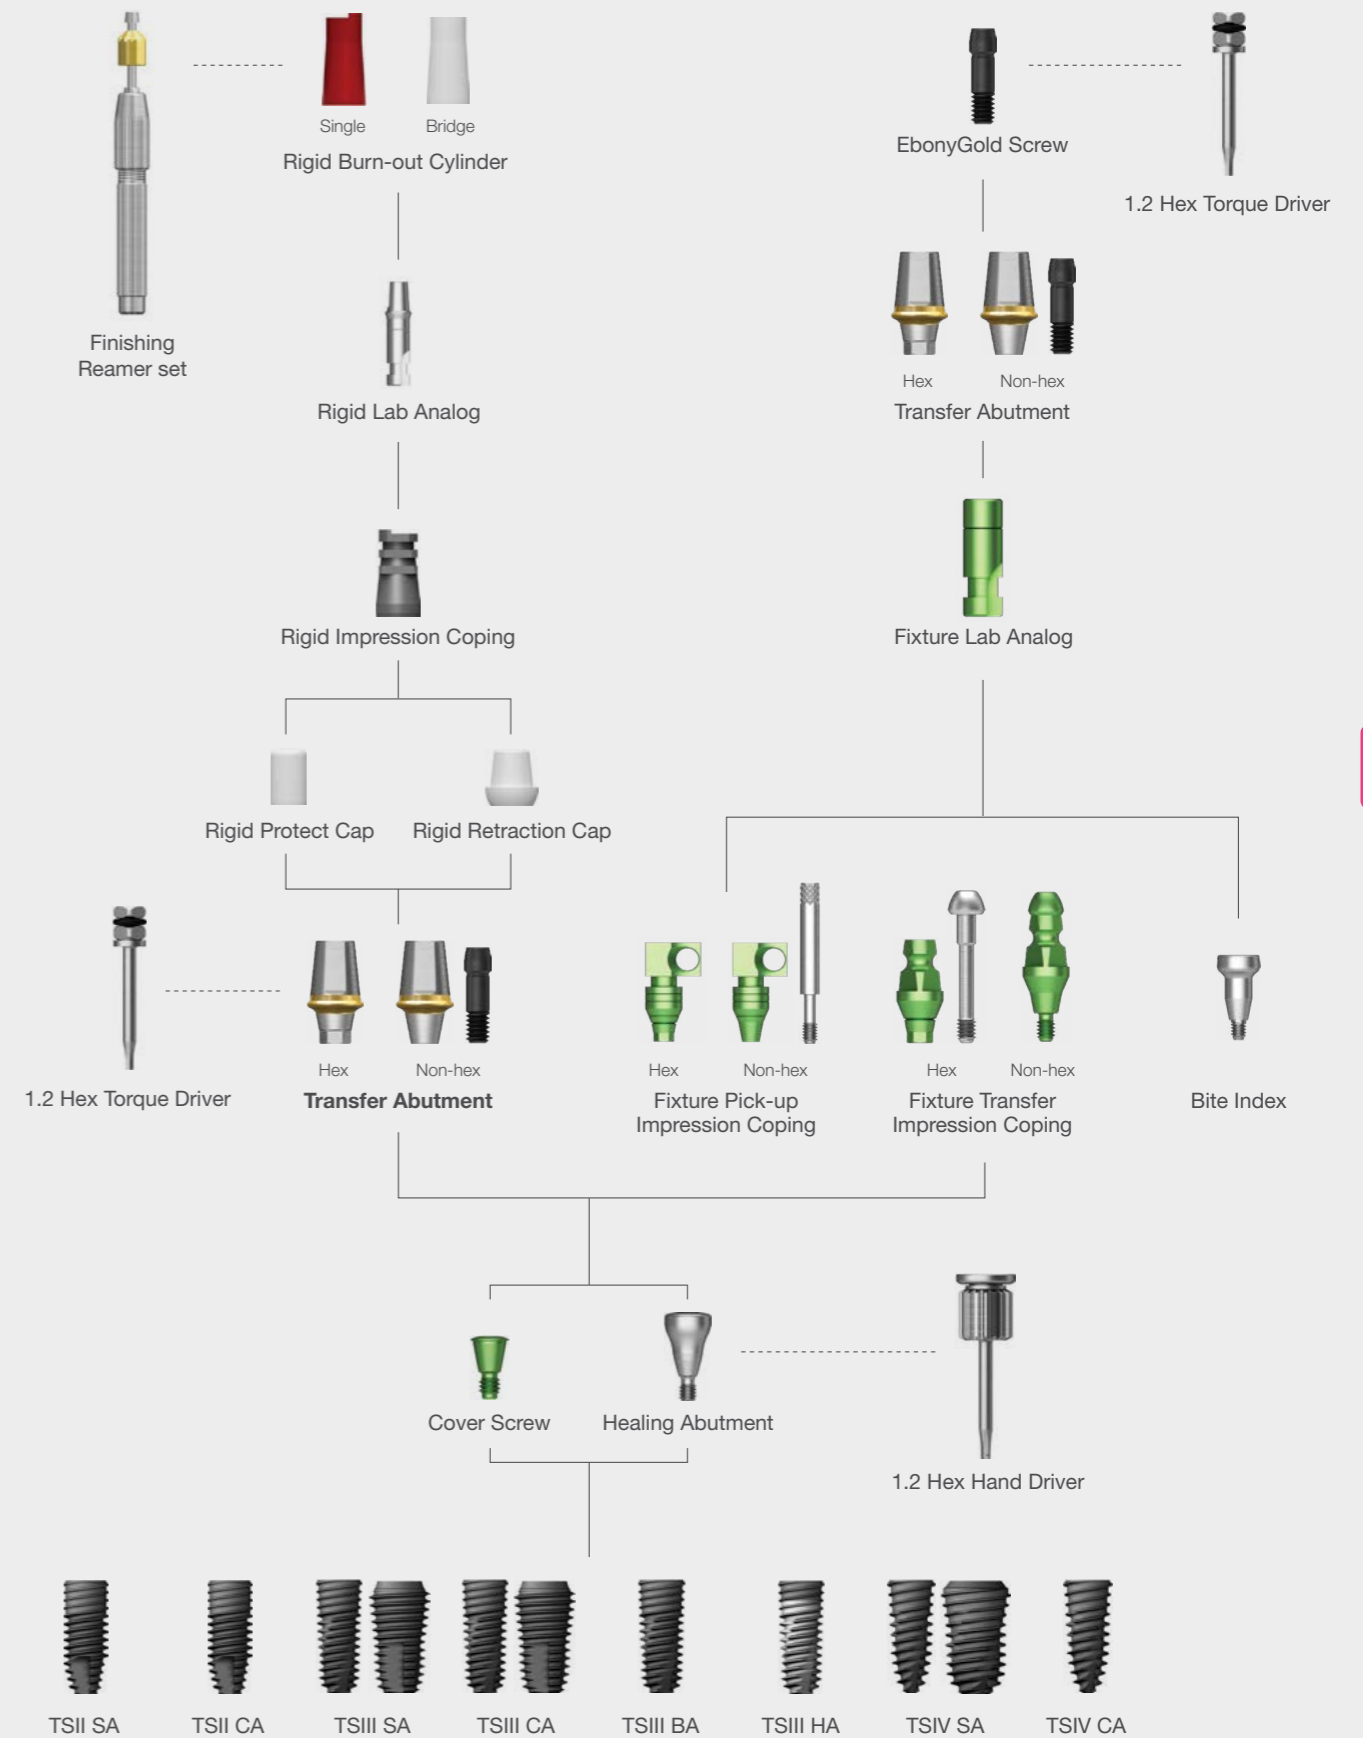 Single
Bridge
Rigid Burn-out Cylinder
EbonyGold Screw
1.2 Hex Torque Driver
Finishing
Reamer set
Rigid Lab Analog
Hex
Non-hex
Transfer Abutment
Rigid Impression Coping
Fixture Lab Analog
Rigid Protect Cap
Rigid Retraction Cap
1.2 Hex Torque Driver
Hex
Non-hex
Transfer Abutment
Hex
Non-hex
Fixture Pick-up
Impression Coping
Hex
Non-hex
Fixture Transfer
Impression Coping
Bite Index
Cover Screw
Healing Abutment
1.2 Hex Hand Driver
TSII SA
TSII CA
TSIII SA
TSIII CA
TSIII BA
TSIII HA
TSIV SA
TSIV CA